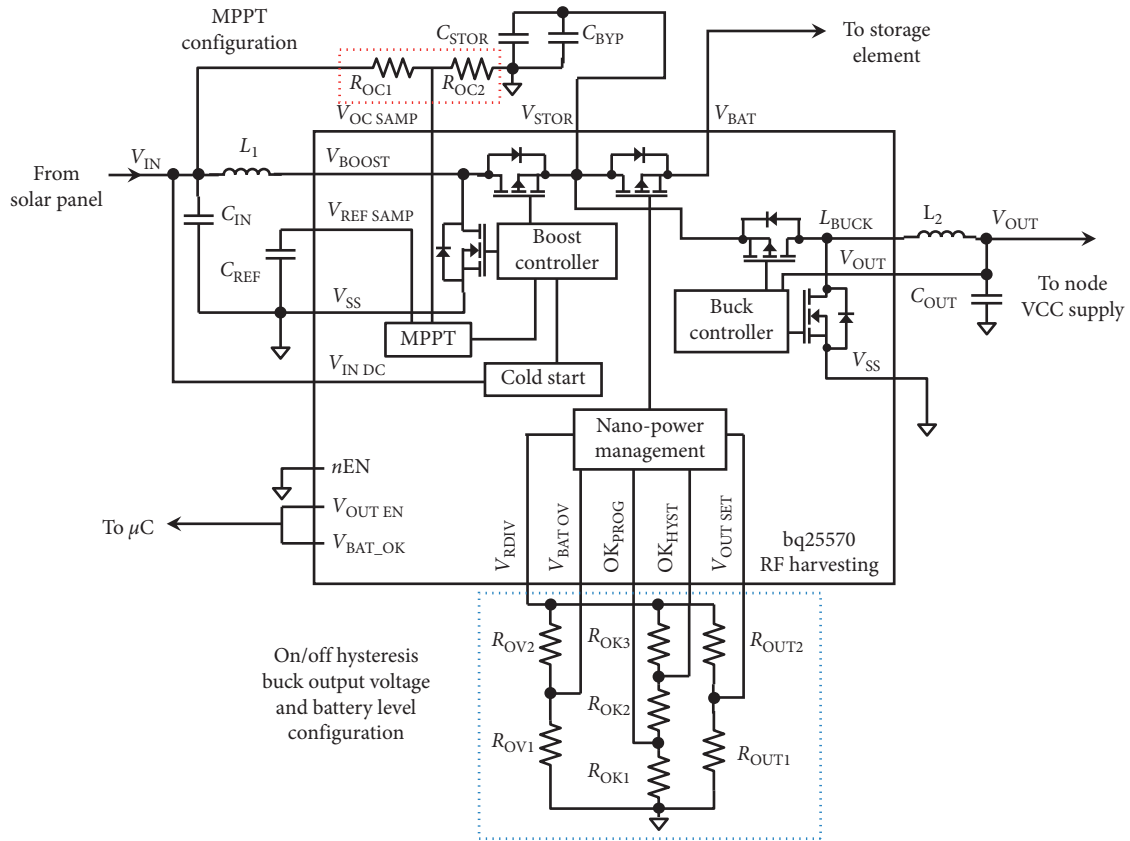 MPPT
configuration
C_STOR
C_BYP
To storage
element
R_OC1
R_OC2
V_OC SAMP
V_STOR
V_BAT
V_IN
L_1
V_BOOST
From
solar panel
C_IN
V_REF SAMP
C_REF
Boost
controller
L_BUCK
L_2
V_OUT
V_OUT
To node
VCC supply
C_OUT
V_SS
MPPT
Buck
controller
V_SS
V_IN DC
Cold start
Nano-power
management
nEN
V_OUT EN
To μC
V_BAT_OK
V_RDIV
V_BAT OV
OK_PROG
OK_HYST
V_OUT SET
bq25570
RF harvesting
On/off hysteresis
buck output voltage
and battery level
configuration
R_OV2
R_OK3
R_OUT2
R_OK2
R_OV1
R_OUT1
R_OK1